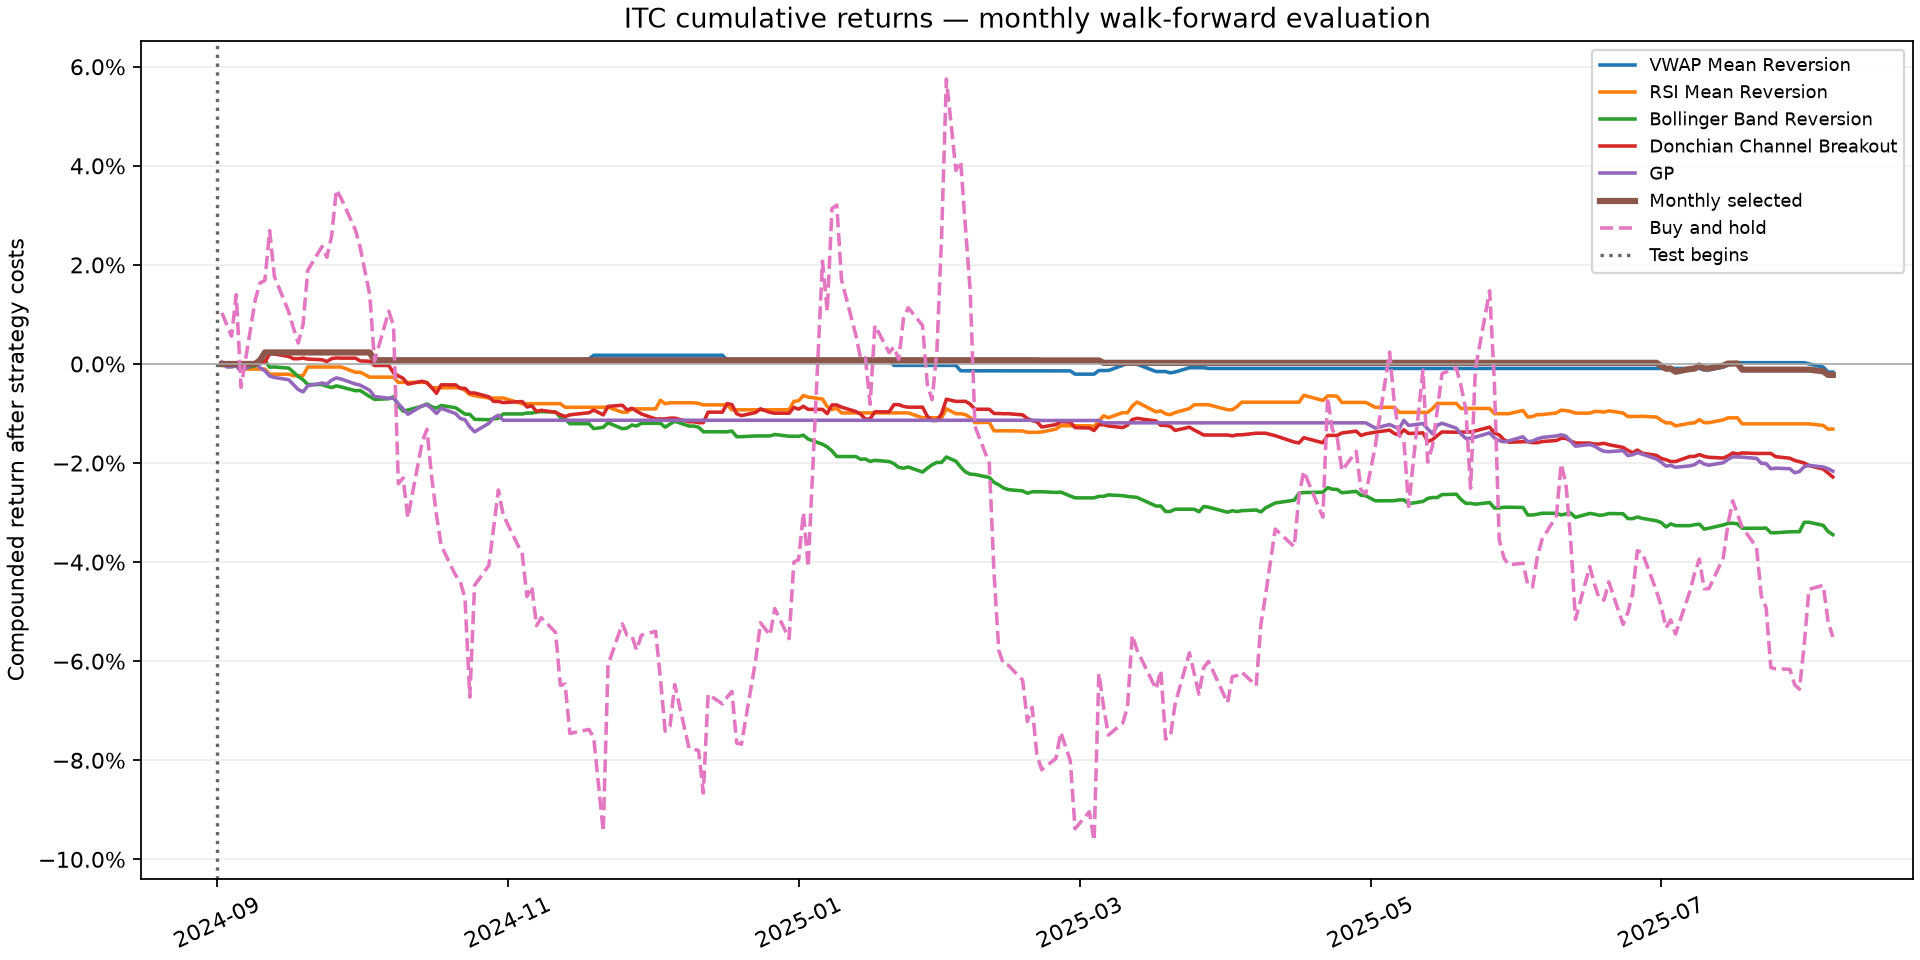 ITC cumulative returns — monthly walk-forward evaluation
Compounded return after strategy costs
6.0%
4.0%
2.0%
0.0%
−2.0%
−4.0%
−6.0%
−8.0%
−10.0%
VWAP Mean Reversion
RSI Mean Reversion
Bollinger Band Reversion
Donchian Channel Breakout
GP
Monthly selected
Buy and hold
Test begins
2024-09
2024-11
2025-01
2025-03
2025-05
2025-07